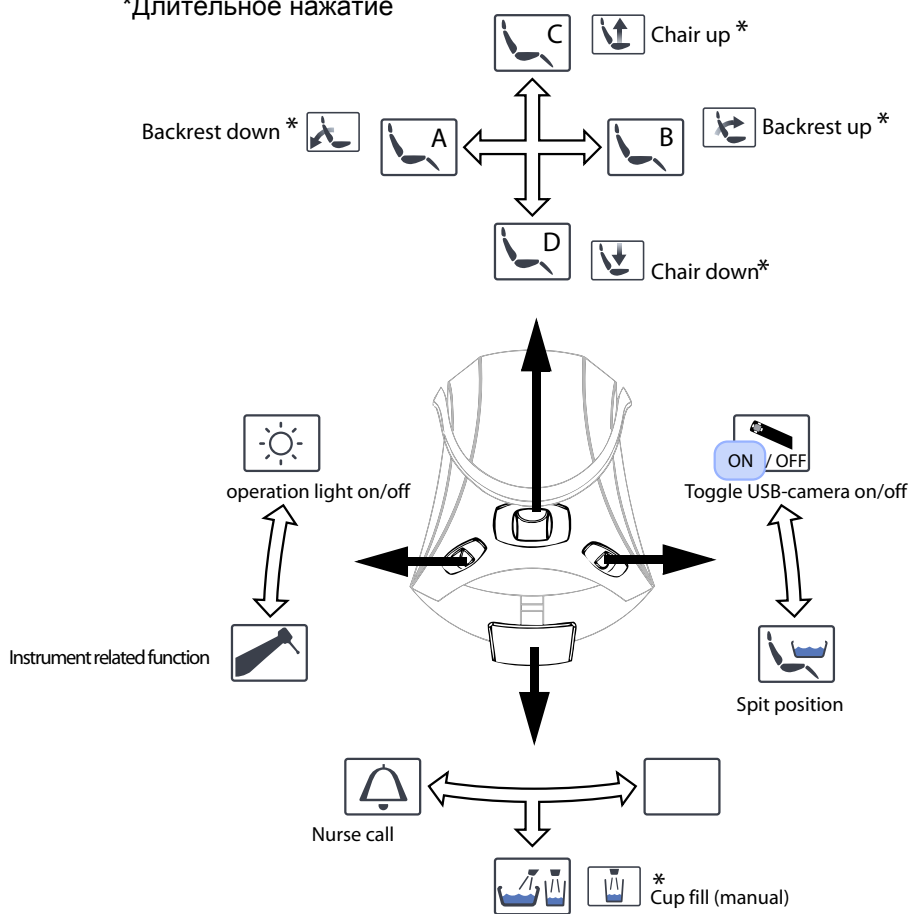 *Длительное нажатие
C
Chair up *
Backrest down *
A
B
Backrest up *
D
Chair down*
ON / OFF
operation light on/off
Toggle USB-camera on/off
Instrument related function
Spit position
Nurse call
*
Cup fill (manual)